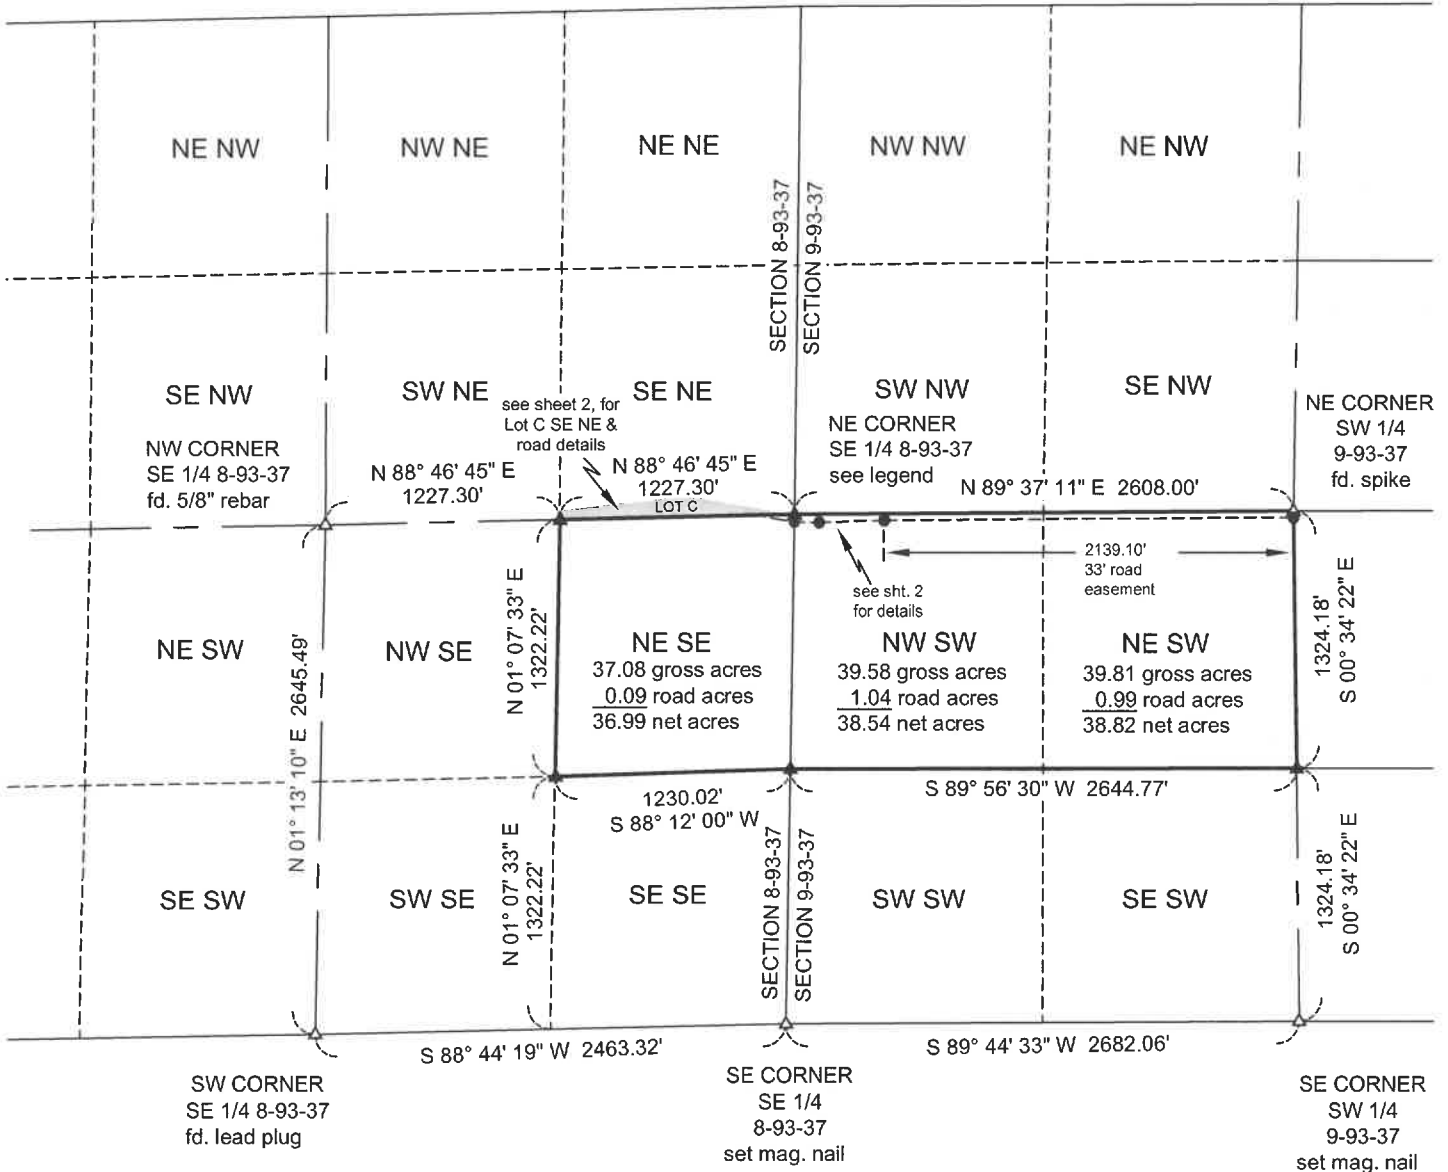 NE NW
NW NE
NE NE
NW NW
NE NW
SECTION 8-93-37
SECTION 9-93-37
SE NW
SW NE
SE NE
SW NW
SE NW
see sheet 2, for
Lot C SE NE &
road details
NW CORNER
SE 1/4 8-93-37
fd. 5/8" rebar
N 88° 46' 45" E
1227.30'
N 88° 46' 45" E
1227.30'
LOT C
NE CORNER
SE 1/4 8-93-37
see legend
N 89° 37' 11" E 2608.00'
NE CORNER
SW 1/4
9-93-37
fd. spike
2139.10'
33' road
easement
see sht. 2
for details
N 01° 13' 10" E 2645.49'
N 01° 07' 33" E
1322.22'
1324.18'
S 00° 34' 22" E
NE SW
NW SE
NE SE
37.08 gross acres
0.09 road acres
36.99 net acres
NW SW
39.58 gross acres
1.04 road acres
38.54 net acres
NE SW
39.81 gross acres
0.99 road acres
38.82 net acres
1230.02'
S 88° 12' 00" W
S 89° 56' 30" W 2644.77'
N 01° 07' 33" E
1322.22'
SECTION 8-93-37
SECTION 9-93-37
1324.18'
S 00° 34' 22" E
SE SW
SW SE
SE SE
SW SW
SE SW
S 88° 44' 19" W 2463.32'
S 89° 44' 33" W 2682.06'
SW CORNER
SE 1/4 8-93-37
fd. lead plug
SE CORNER
SE 1/4
8-93-37
set mag. nail
SE CORNER
SW 1/4
9-93-37
set mag. nail